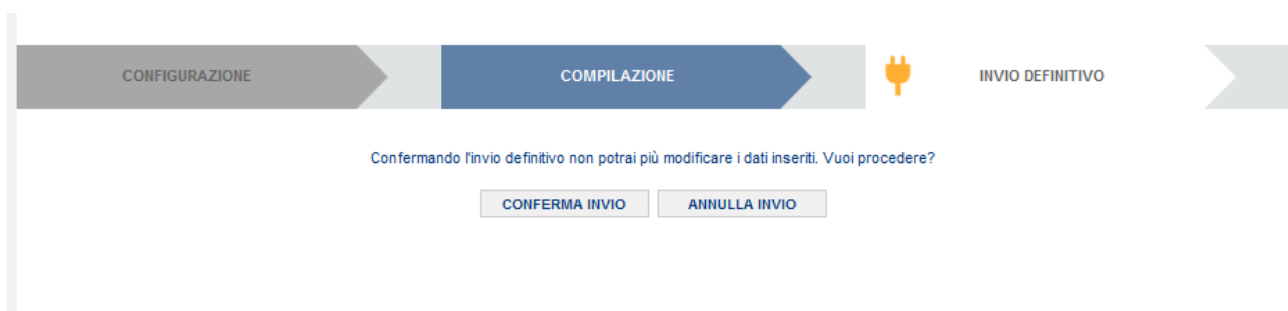 CONFIGURAZIONE
COMPILAZIONE
INVIO DEFINITIVO
Confermando l'invio definitivo non potrai più modificare i dati inseriti. Vuoi procedere?
CONFERMA INVIO
ANNULLA INVIO